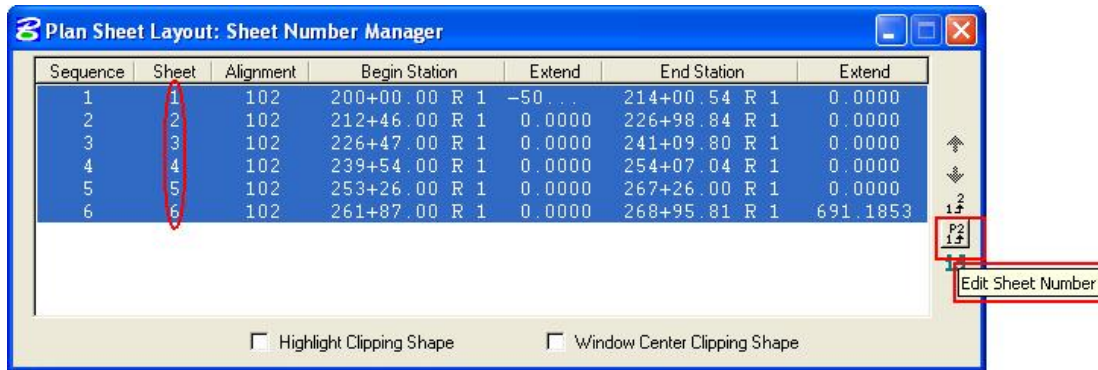 Plan Sheet Layout: Sheet Number Manager
Sequence Sheet Alignment Begin Station Extend End Station Extend
1 1 102 200+00.00 R 1 -50... 214+00.54 R 1 0.0000
2 2 102 212+46.00 R 1 0.0000 226+98.84 R 1 0.0000
3 3 102 226+47.00 R 1 0.0000 241+09.80 R 1 0.0000
4 4 102 239+54.00 R 1 0.0000 254+07.04 R 1 0.0000
5 5 102 253+26.00 R 1 0.0000 267+26.00 R 1 0.0000
6 6 102 261+87.00 R 1 0.0000 268+95.81 R 1 691.1853
1 2
P2
1
Edit Sheet Number
Highlight Clipping Shape Window Center Clipping Shape